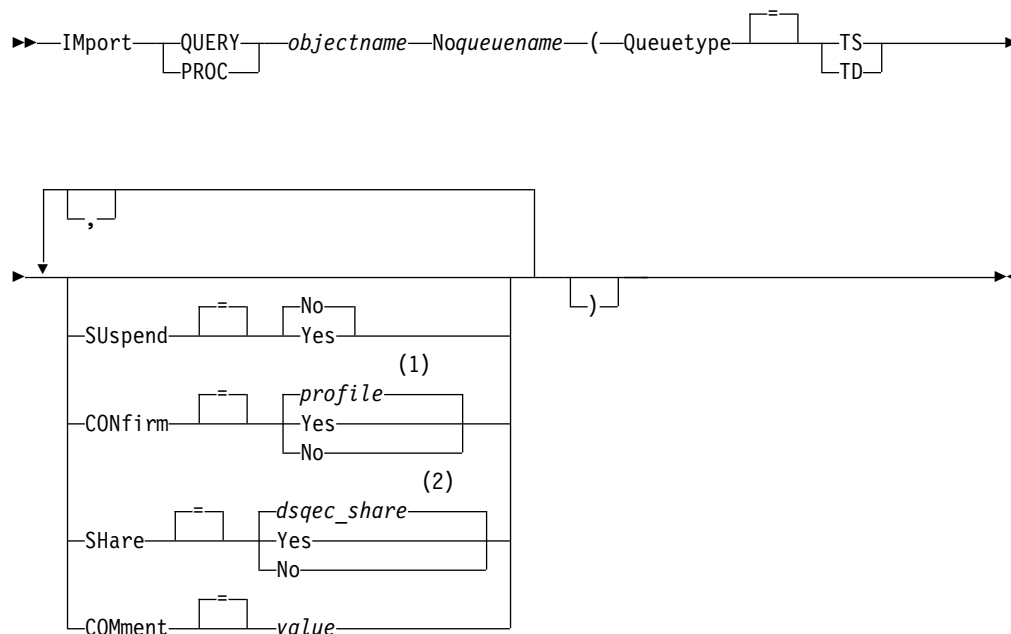 =
IMport QUERY objectname Noqueuename ( Queuetype TS
PROC TD
,
)
= No
SUspend Yes
(1)
= profile
CONfirm Yes
No
(2)
= dsqec_share
SHare Yes
No
=
COMment value